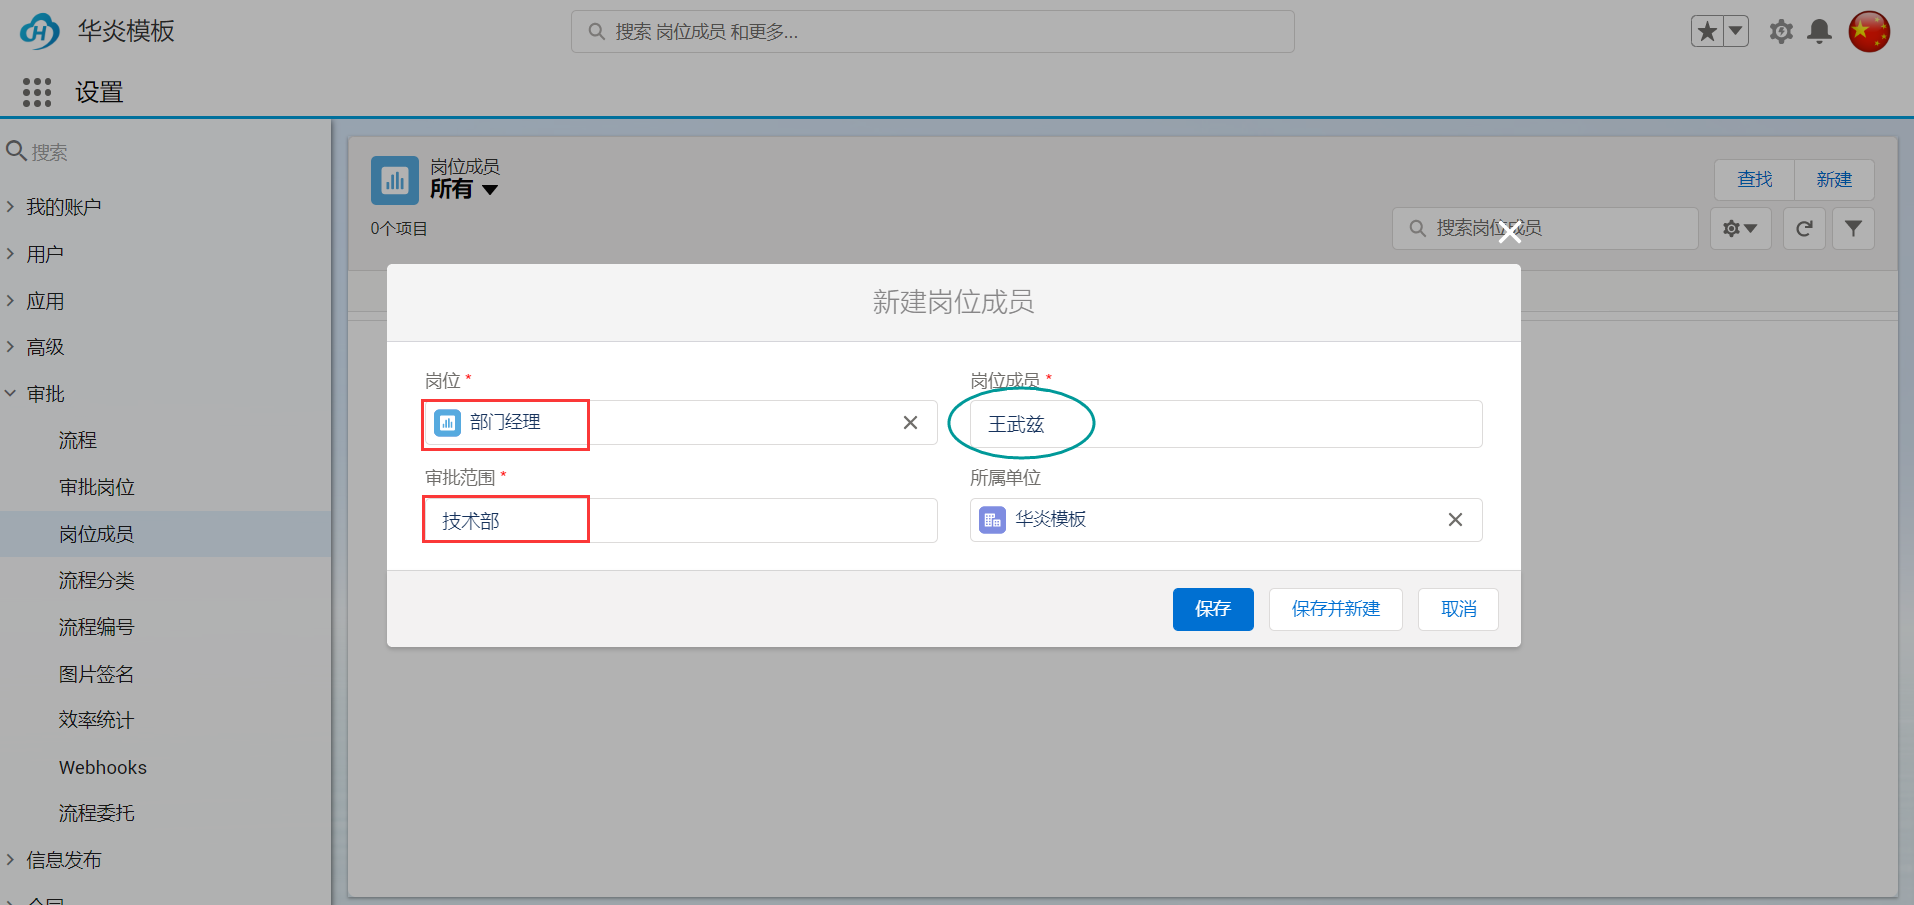 华炎模板
搜索 岗位成员 和更多...
设置
搜索
我的账户
用户
应用
高级
审批
流程
审批岗位
岗位成员
流程分类
流程编号
图片签名
效率统计
Webhooks
流程委托
信息发布
岗位成员
所有
0个项目
查找
新建
搜索岗位成员
新建岗位成员
岗位 *
部门经理
岗位成员 *
王武兹
审批范围 *
技术部
所属单位
华炎模板
保存
保存并新建
取消